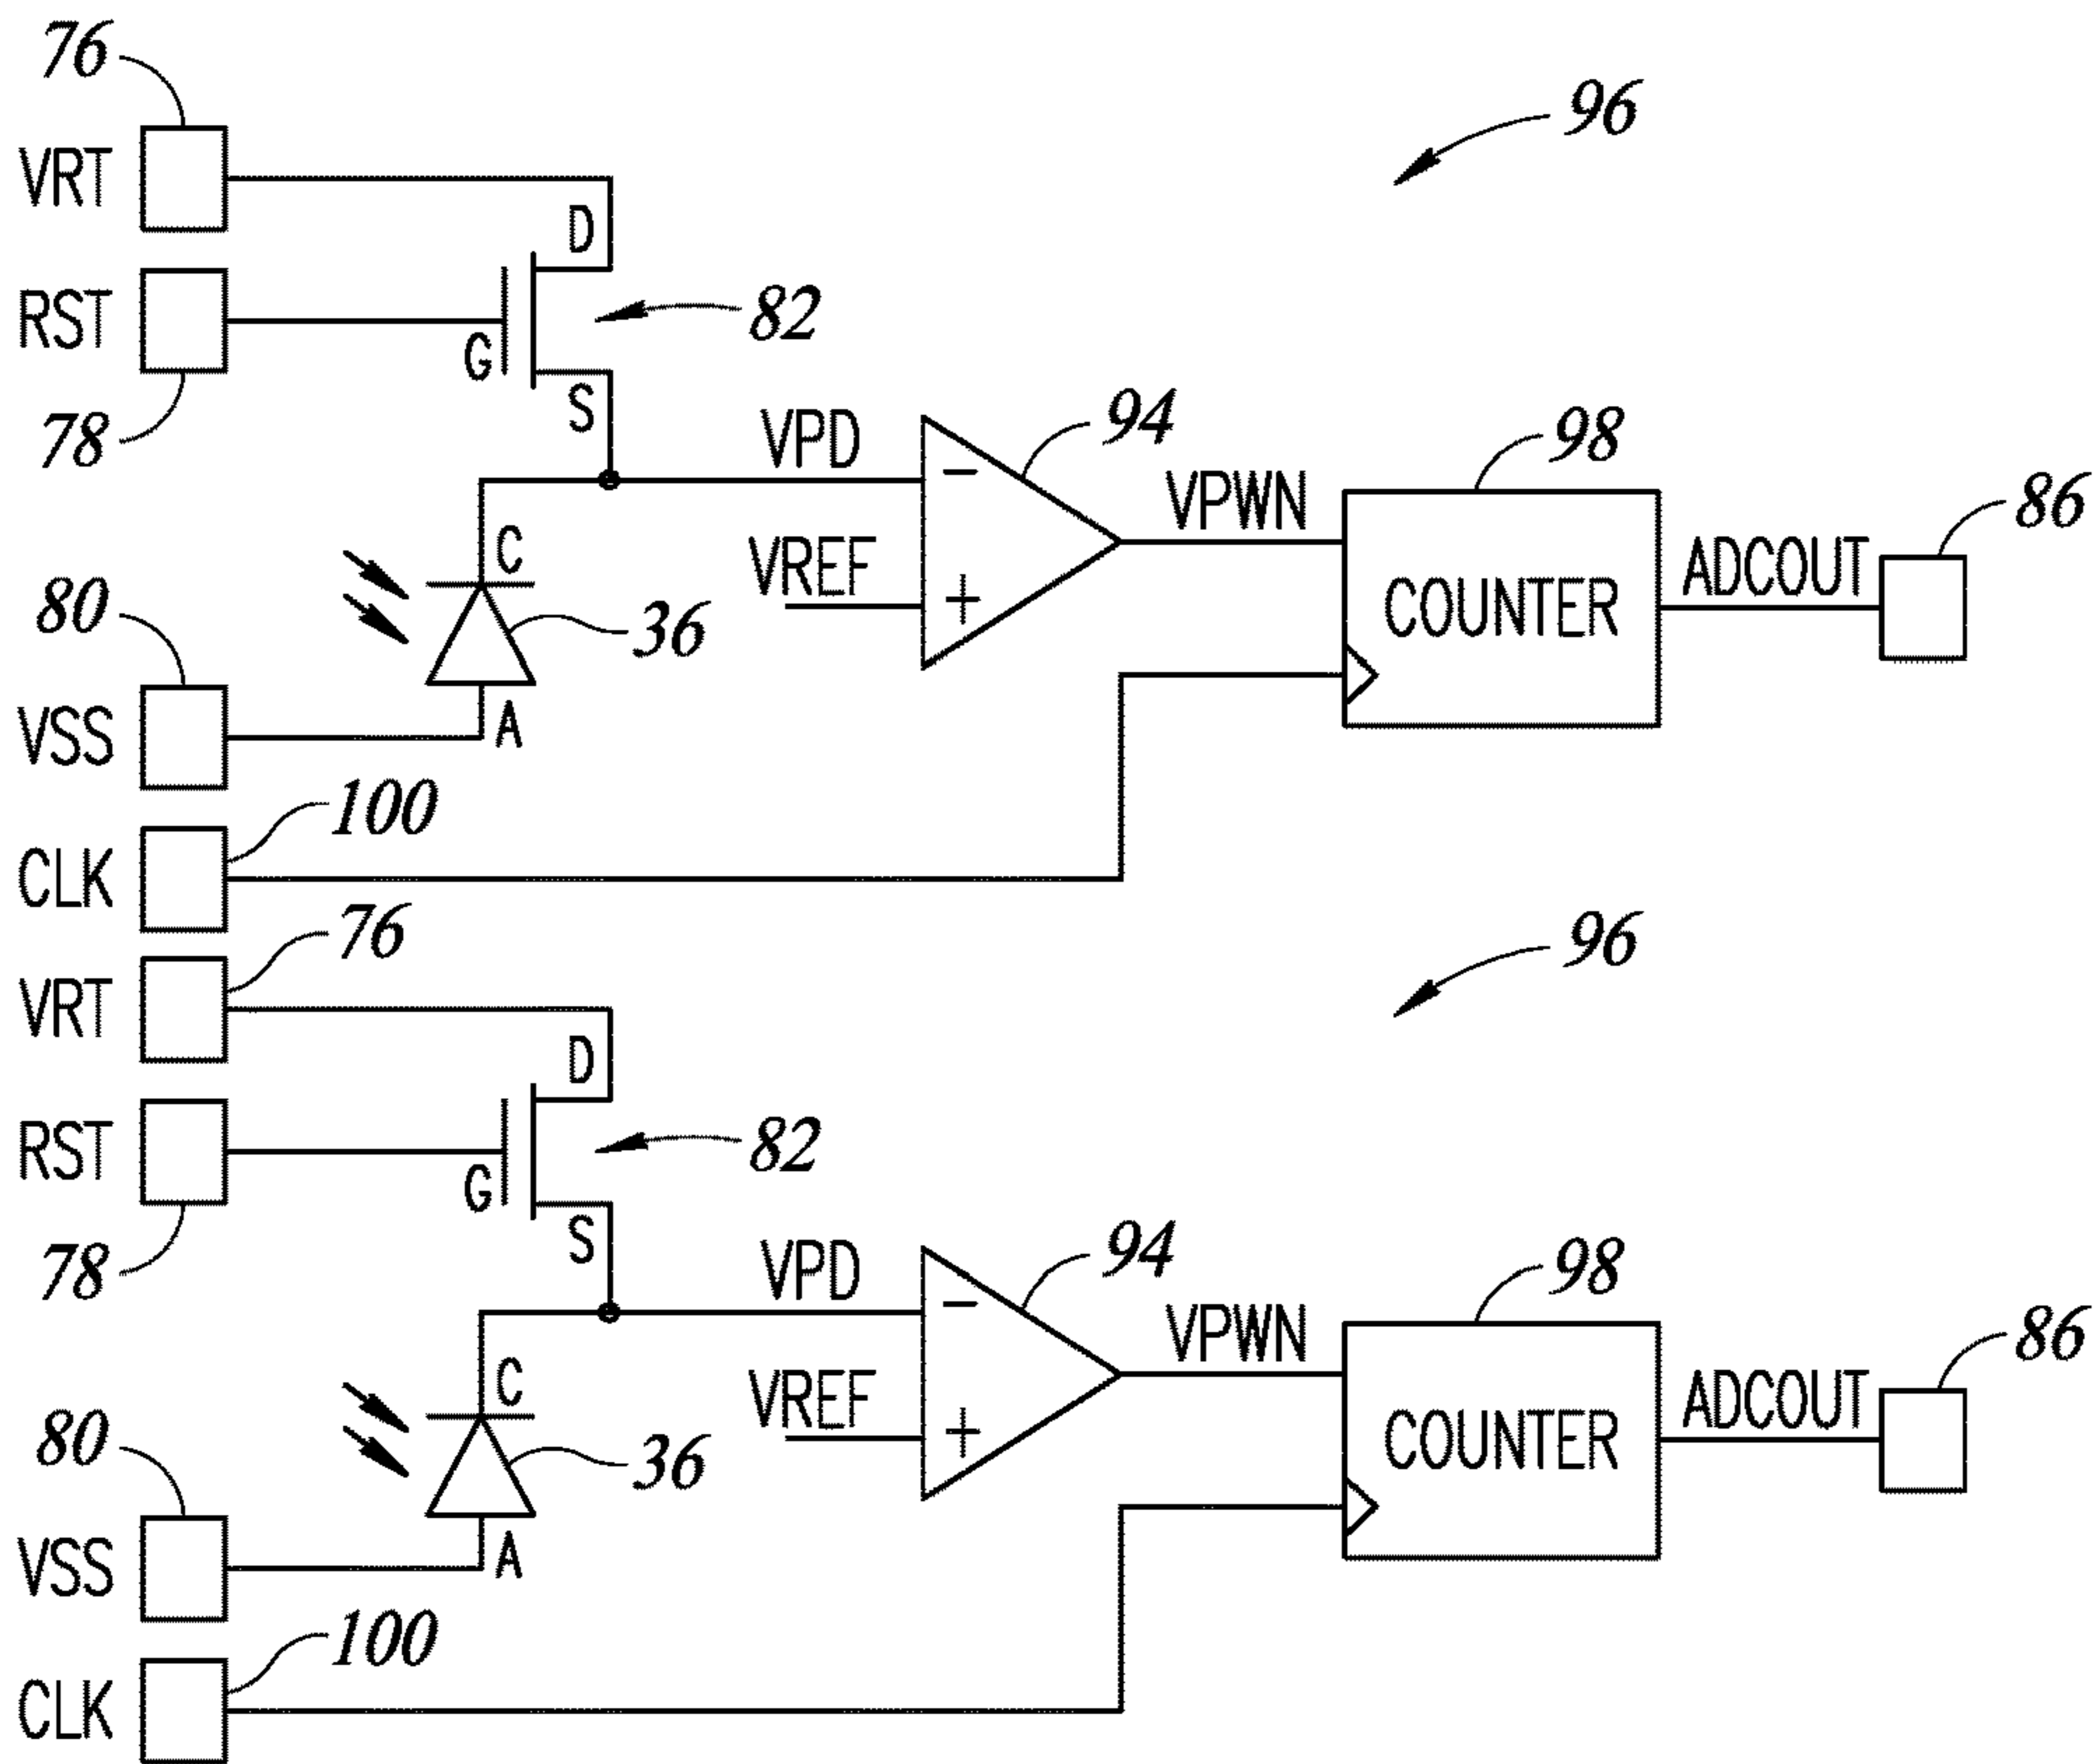 76
96
VRT
D
RST
82
G
78
S
VPD
94
98
-
VPWN
86
C
VREF
ADCOUT
80
COUNTER
36
+
VSS
A
100
CLK
76
96
VRT
D
RST
82
G
78
S
VPD
94
98
-
VPWN
86
C
VREF
ADCOUT
80
COUNTER
36
+
VSS
A
100
CLK